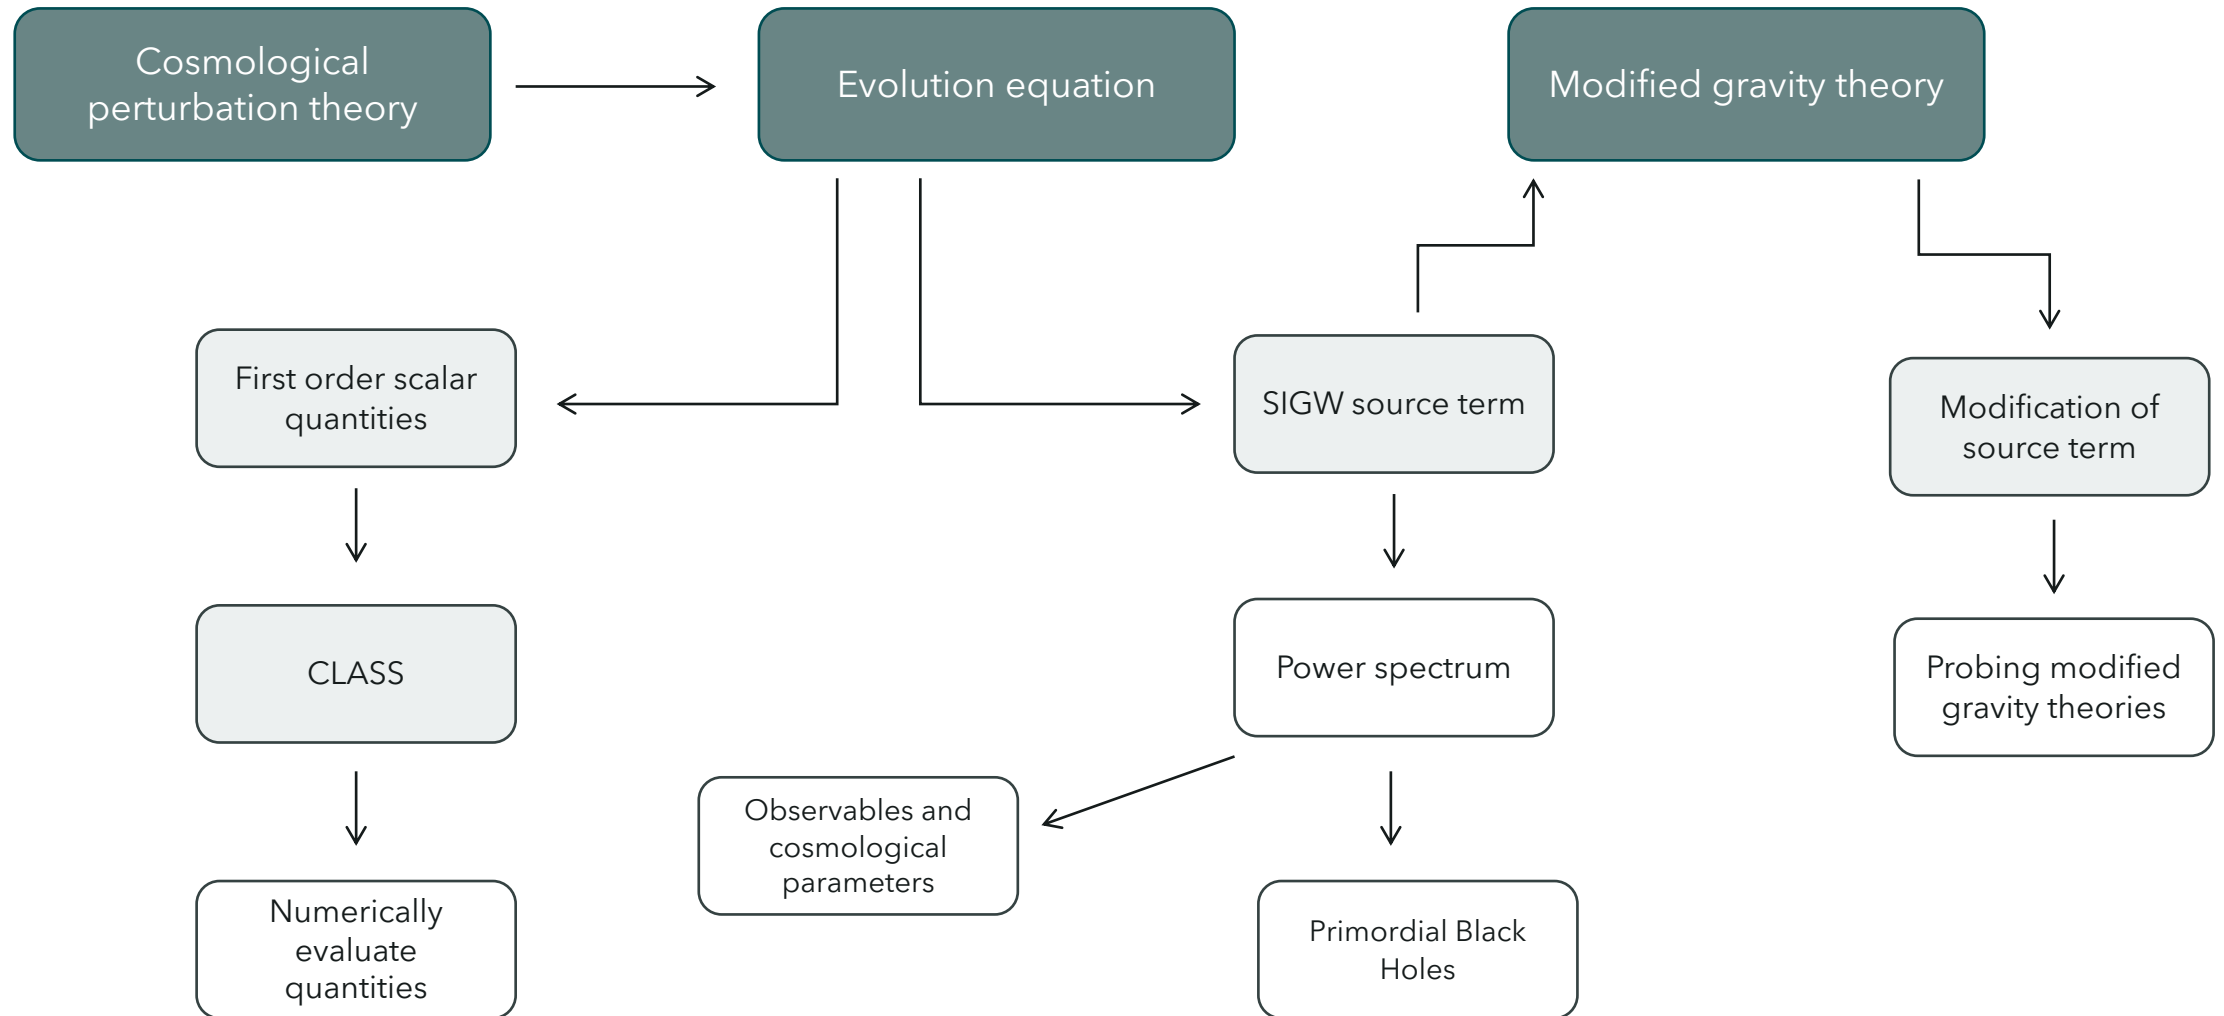 Cosmological
perturbation theory
Evolution equation
Modified gravity theory
First order scalar
quantities
SIGW source term
Modification of
source term
CLASS
Power spectrum
Probing modified
gravity theories
Observables and
cosmological
parameters
Numerically
evaluate
quantities
Primordial Black
Holes